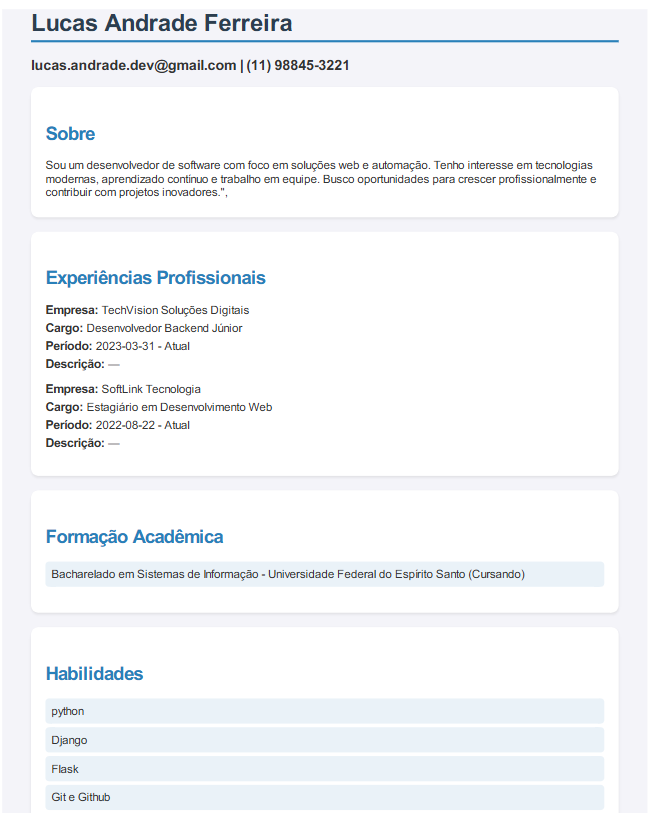 Lucas Andrade Ferreira
lucas.andrade.dev@gmail.com | (11) 98845-3221
Sobre
Sou um desenvolvedor de software com foco em soluções web e automação. Tenho interesse em tecnologias
modernas, aprendizado contínuo e trabalho em equipe. Busco oportunidades para crescer profissionalmente e
contribuir com projetos inovadores.",
Experiências Profissionais
Empresa: TechVision Soluções Digitais
Cargo: Desenvolvedor Backend Júnior
Período: 2023-03-31 - Atual
Descrição: —
Empresa: SoftLink Tecnologia
Cargo: Estagiário em Desenvolvimento Web
Período: 2022-08-22 - Atual
Descrição: —
Formação Acadêmica
Bacharelado em Sistemas de Informação - Universidade Federal do Espírito Santo (Cursando)
Habilidades
python
Django
Flask
Git e Github